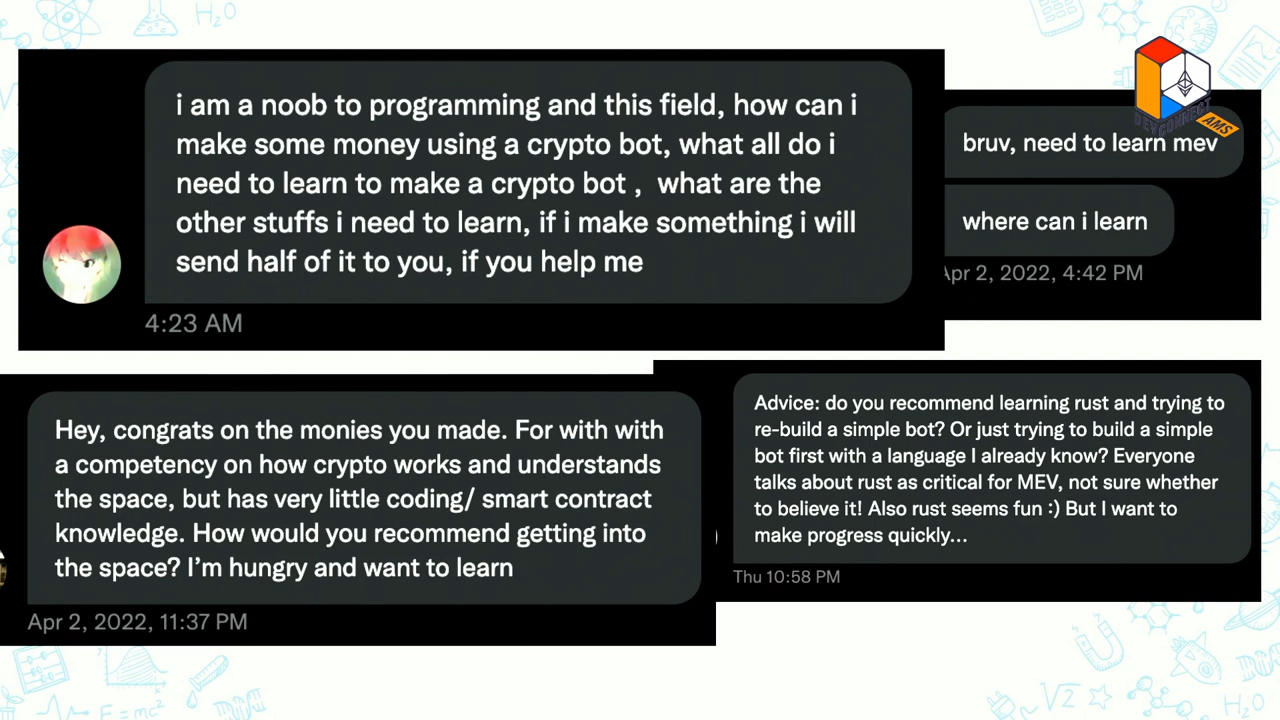 i am a noob to programming and this field, how can i
make some money using a crypto bot, what all do i
need to learn to make a crypto bot ,  what are the
other stuffs i need to learn, if i make something i will
send half of it to you, if you help me
4:23 AM
DEVCONNECT
AMS
bruv, need to learn mev
where can i learn
Apr 2, 2022, 4:42 PM
Hey, congrats on the monies you made. For with with
a competency on how crypto works and understands
the space, but has very little coding/ smart contract
knowledge. How would you recommend getting into
the space? I'm hungry and want to learn
Apr 2, 2022, 11:37 PM
Advice: do you recommend learning rust and trying to
re-build a simple bot? Or just trying to build a simple
bot first with a language I already know? Everyone
talks about rust as critical for MEV, not sure whether
to believe it! Also rust seems fun :) But I want to
make progress quickly...
Thu 10:58 PM
H₂O
E=mc²
√2
H₂O